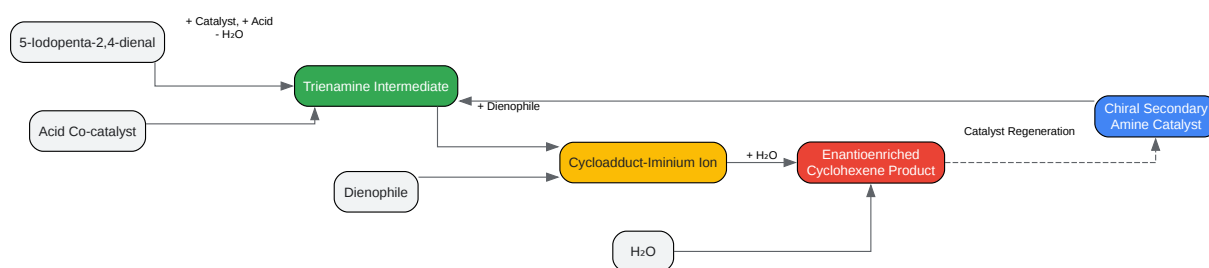 + Catalyst, + Acid
- H₂O
5-Iodopenta-2,4-dienal
Trienamine Intermediate
+ Dienophile
Chiral Secondary
Amine Catalyst
Acid Co-catalyst
Catalyst Regeneration
Cycloadduct-Iminium Ion
+ H₂O
Enantioenriched
Cyclohexene Product
Dienophile
H₂O